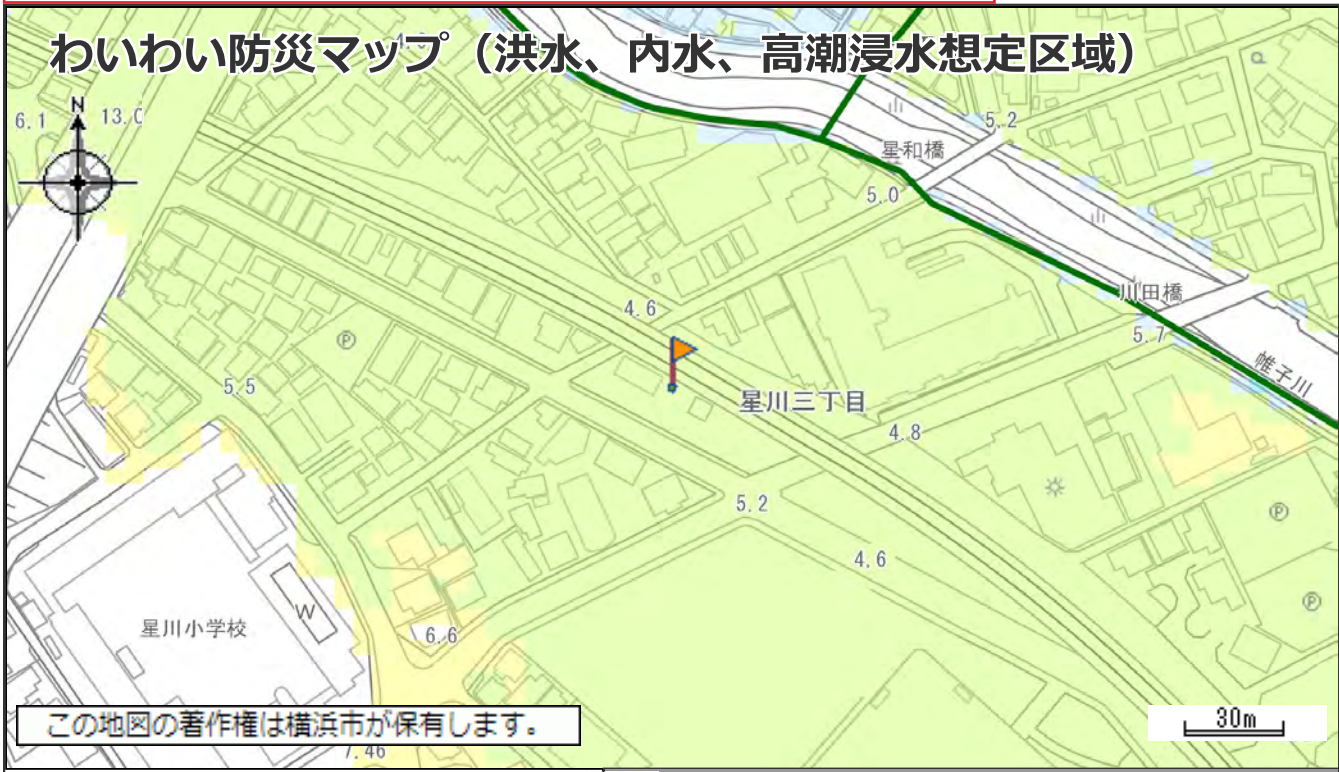 わいわい防災マップ（洪水、内水、高潮浸水想定区域）
N
6.1
13.0
5.2
星和橋
5.0
川田橋
4.6
5.7
帷子川
P
5.5
星川三丁目
4.8
5.2
P
4.6
P
W
星川小学校
6.6
この地図の著作権は横浜市が保有します。
30m
7.46